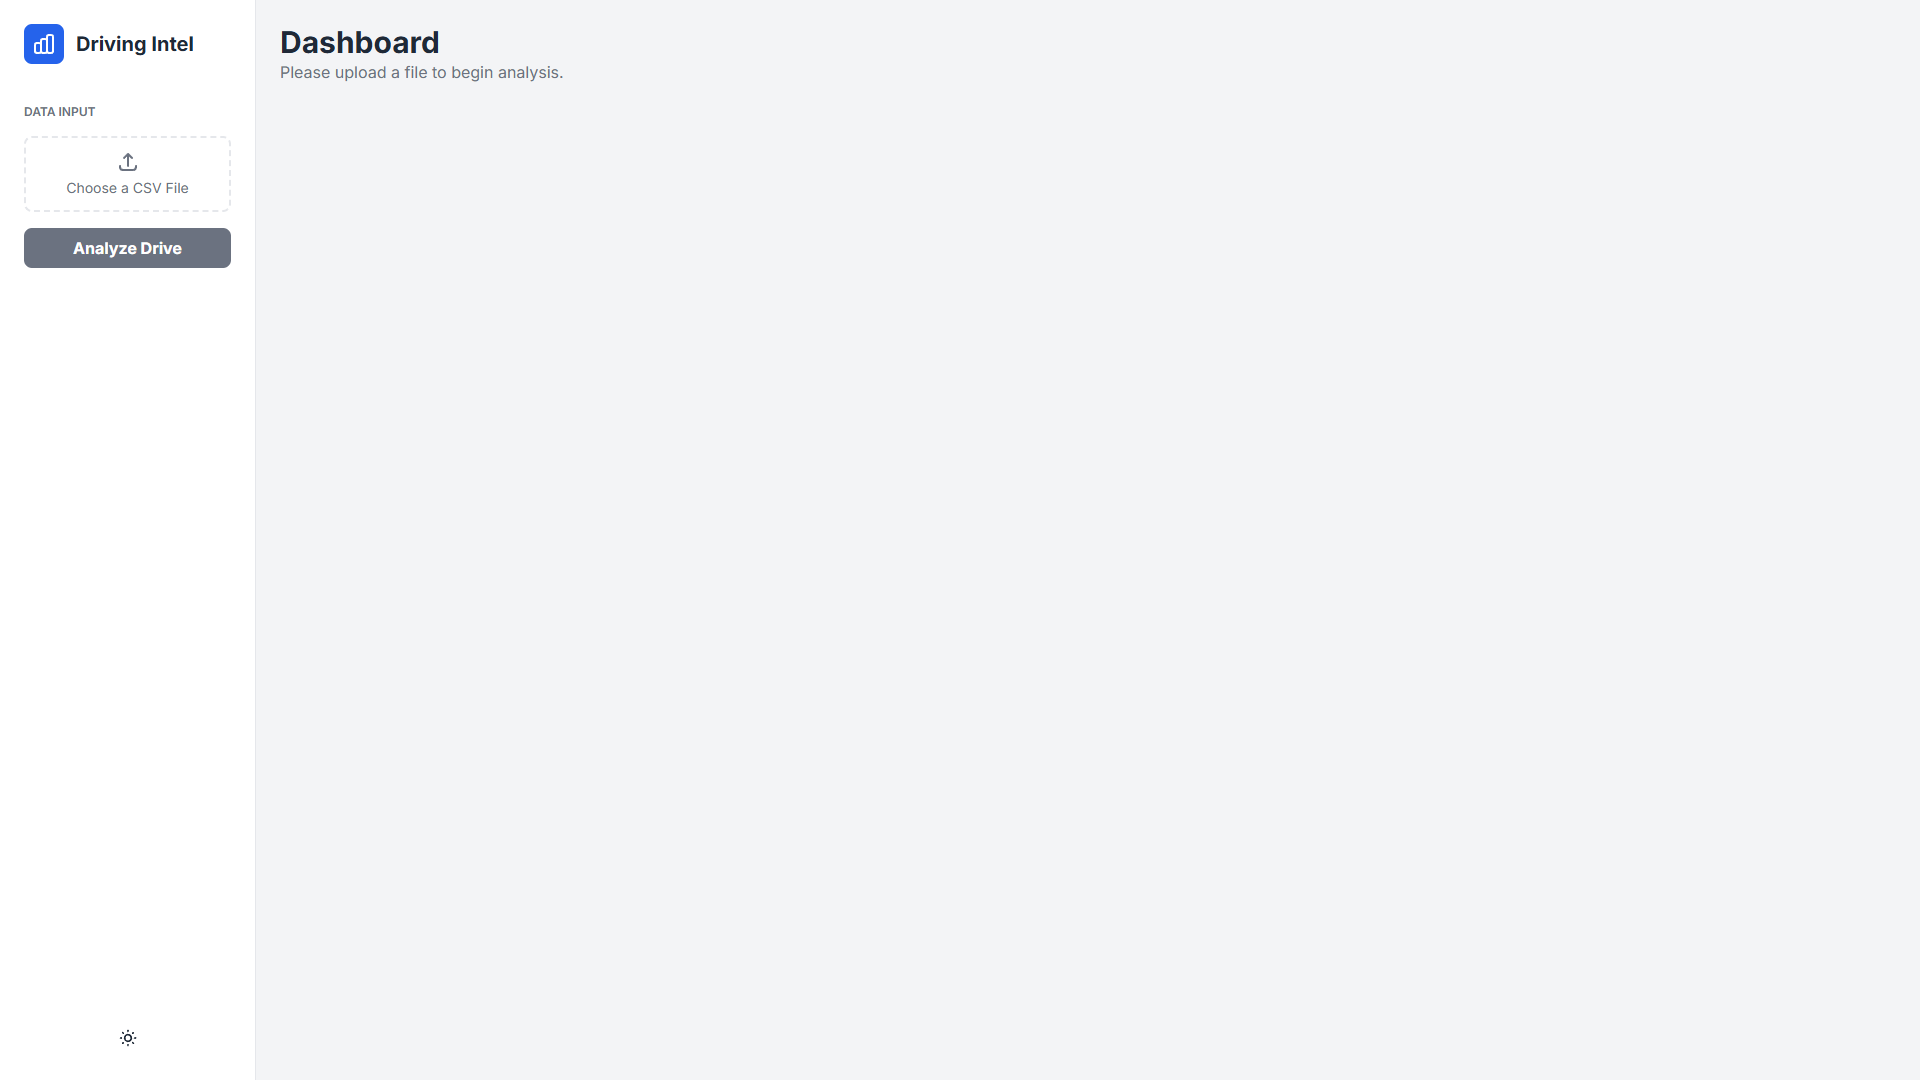 Driving Intel
DATA INPUT
Choose a CSV File
Analyze Drive
Dashboard
Please upload a file to begin analysis.